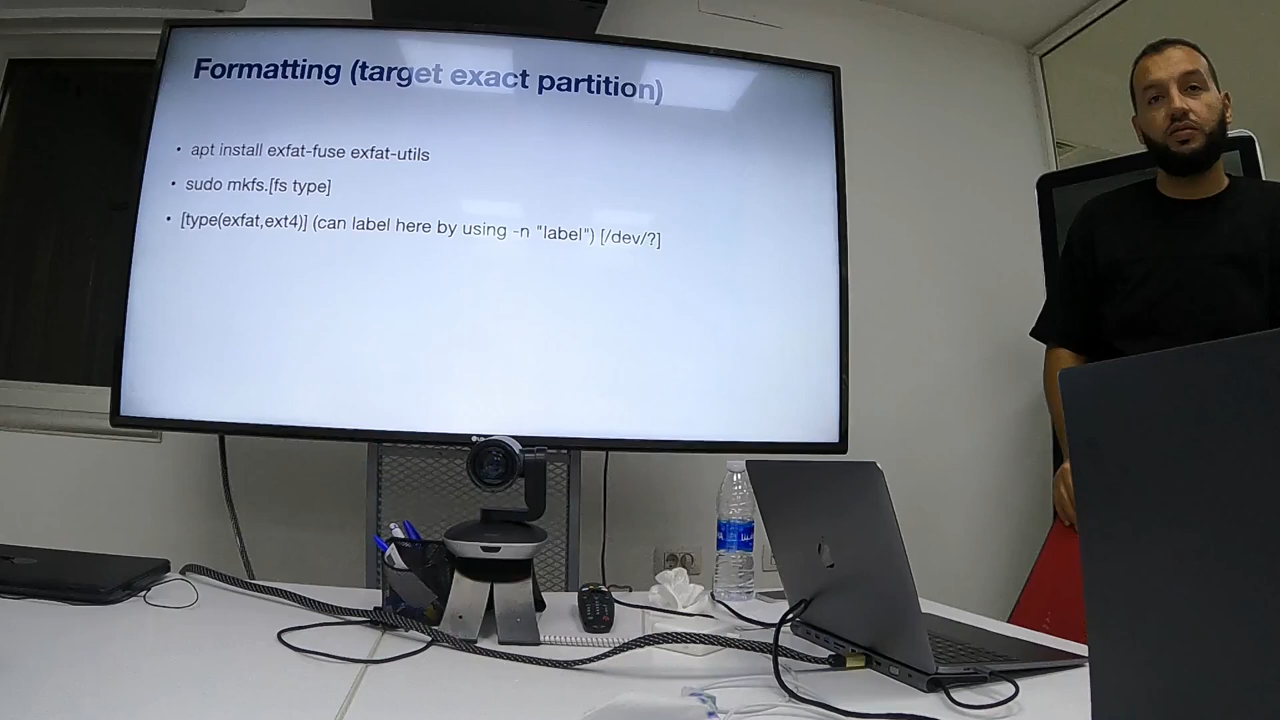 Formatting (target exact partition)
• apt install exfat-fuse exfat-utils
• sudo mkfs.[fs type]
• [type(exfat,ext4)] (can label here by using -n "label") [/dev/?]